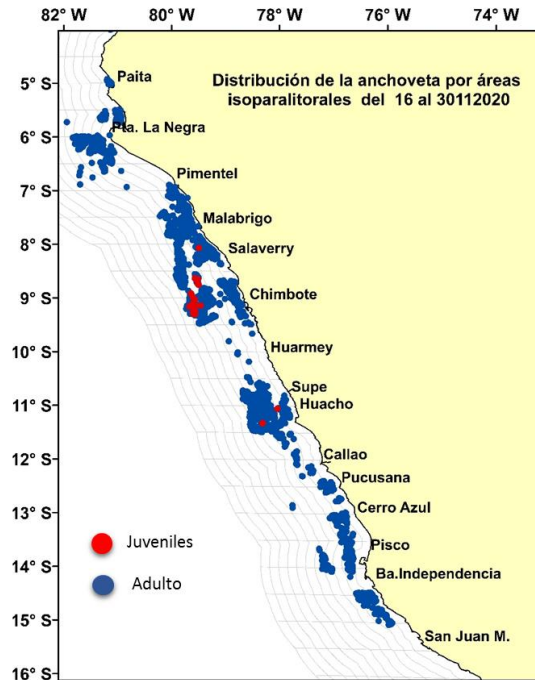 82° W 80° W 78° W 76° W 74° W
Distribución de la anchoveta por áreas
isoparalitorales del 16 al 30112020
5° S
6° S
7° S
8° S
9° S
10° S
11° S
12° S
13° S
14° S
15° S
16° S
Paita
Pta. La Negra
Pimentel
Malabrigo
Salaverry
Chimbote
Huarmey
Supe
Huacho
Callao
Pucusana
Cerro Azul
Pisco
Ba.Independencia
San Juan M.
Juveniles
Adulto